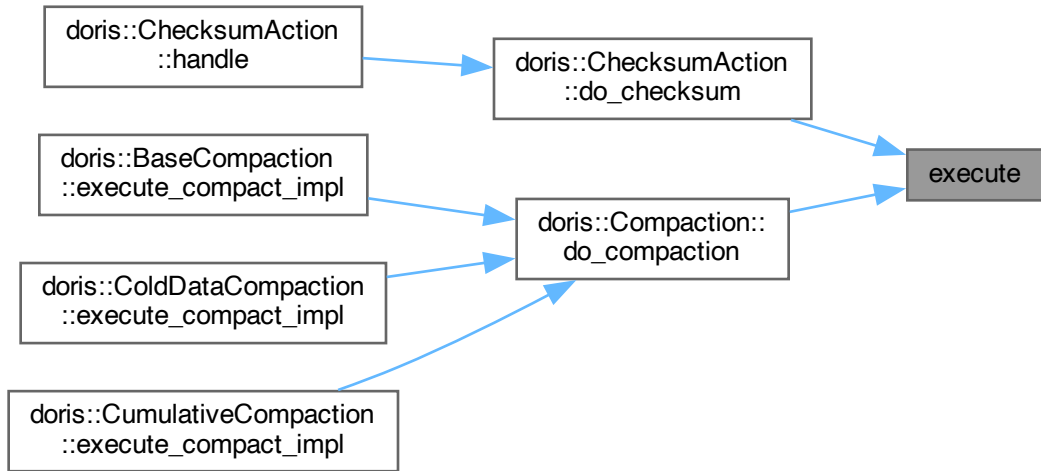 doris::ChecksumAction
::handle
doris::ChecksumAction
::do_checksum
doris::BaseCompaction
::execute_compact_impl
execute
doris::Compaction::
do_compaction
doris::ColdDataCompaction
::execute_compact_impl
doris::CumulativeCompaction
::execute_compact_impl